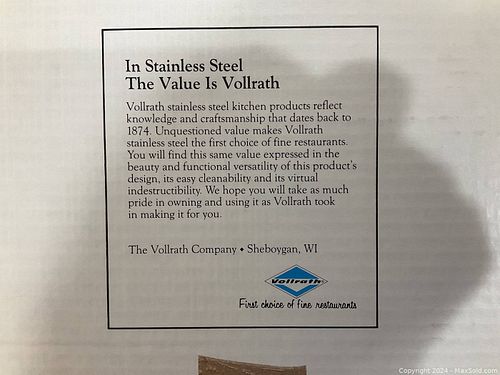 In Stainless Steel
The Value Is Vollrath
Vollrath stainless steel kitchen products reflect
knowledge and craftsmanship that dates back to
1874. Unquestioned value makes Vollrath
stainless steel the first choice of fine restaurants.
You will find this same value expressed in the
beauty and functional versatility of this product's
design, its easy cleanability and its virtual
indestructibility. We hope you will take as much
pride in owning and using it as Vollrath took
in making it for you.
The Vollrath Company • Sheboygan, WI
Vollrath
First choice of fine restaurants
Copyright 2024 - MaxSold.com